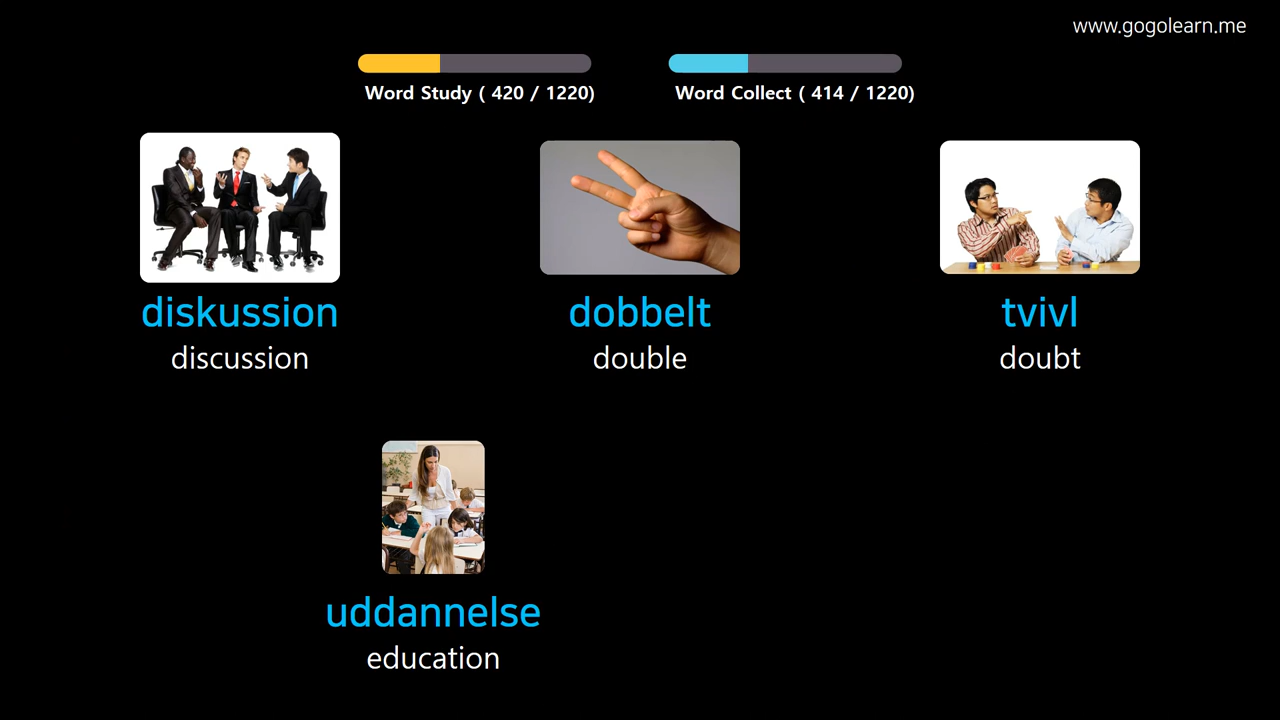 www.gogolearn.me
Word Study ( 420 / 1220)
Word Collect ( 414 / 1220)
diskussion
discussion
dobbelt
double
tvivl
doubt
uddannelse
education